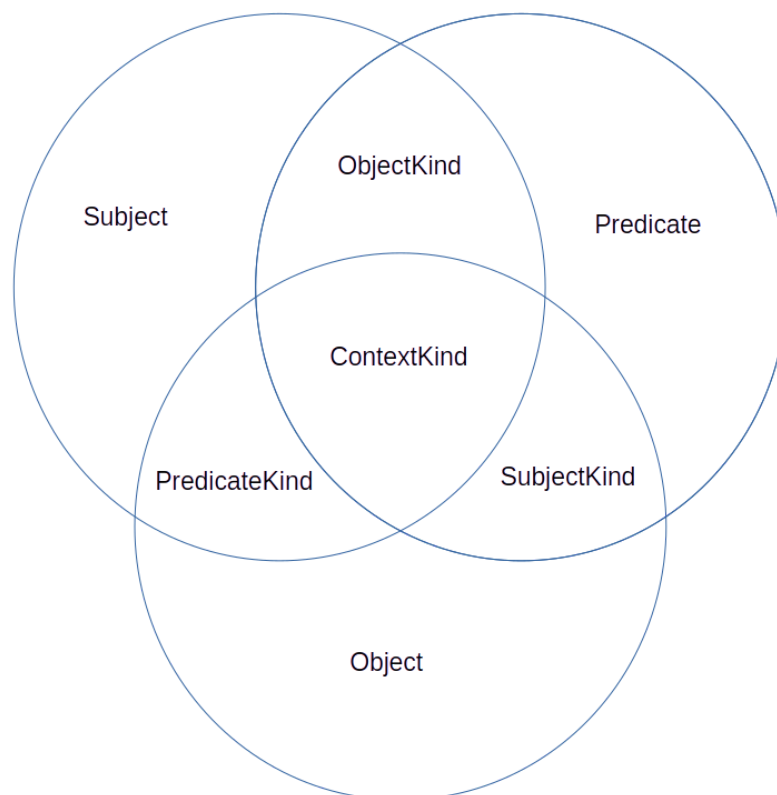 ObjectKind
Subject
Predicate
ContextKind
PredicateKind
SubjectKind
Object